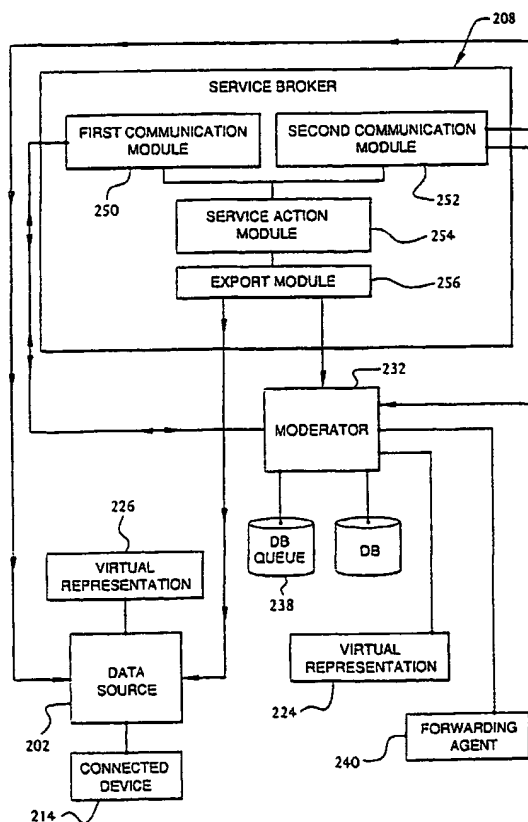 208
SERVICE BROKER
FIRST COMMUNICATION
MODULE
250
SECOND COMMUNICATION
MODULE
252
SERVICE ACTION
MODULE
254
EXPORT MODULE
256
232
MODERATOR
226
VIRTUAL
REPRESENTATION
DB
QUEUE
238
DB
DATA
SOURCE
202
VIRTUAL
REPRESENTATION
224
FORWARDING
AGENT
240
CONNECTED
DEVICE
214